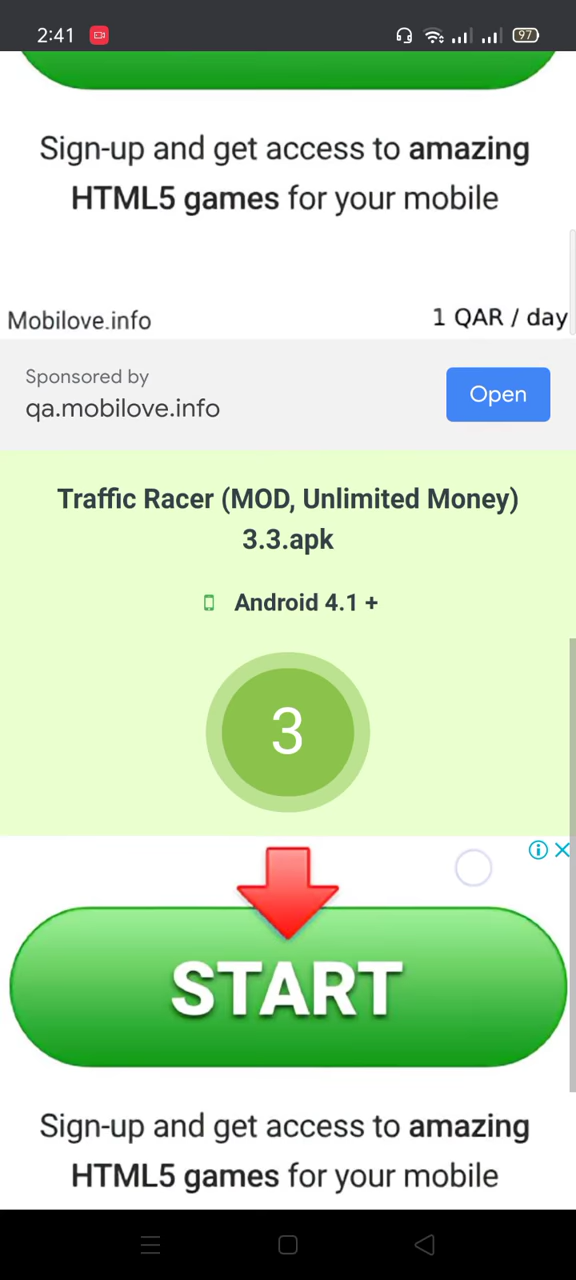 2:41
97
Sign-up and get access to amazing
HTML5 games for your mobile
Mobilove.info
1 QAR / day
Sponsored by
qa.mobilove.info
Open
Traffic Racer (MOD, Unlimited Money)
3.3.apk
Android 4.1 +
3
START
Sign-up and get access to amazing
HTML5 games for your mobile